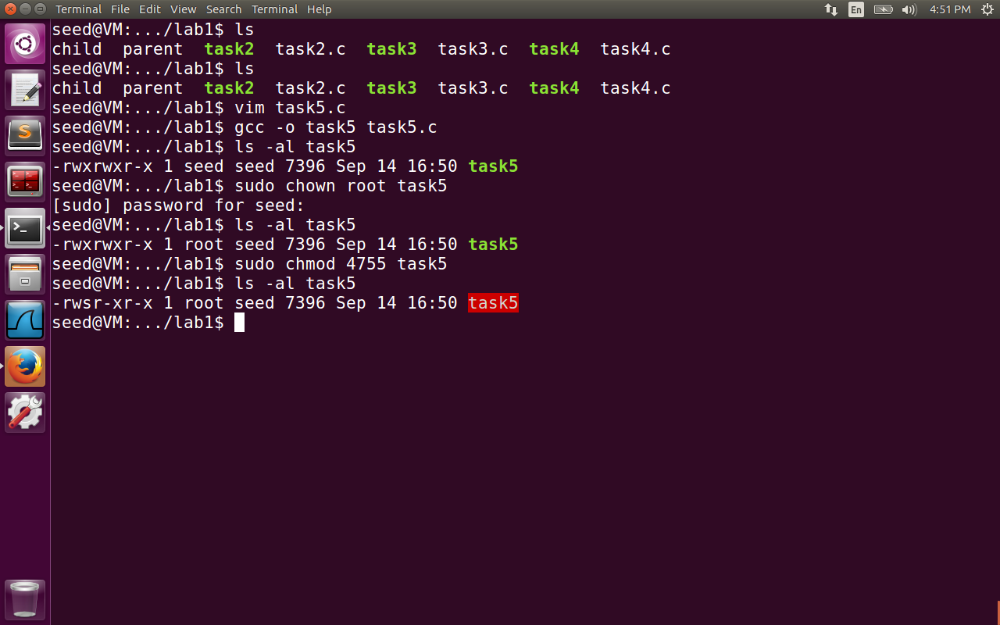 Terminal File Edit View Search Terminal Help En 4:51 PM
seed@VM:.../lab1$ ls
child  parent  task2  task2.c  task3  task3.c  task4  task4.c
seed@VM:.../lab1$ ls
child  parent  task2  task2.c  task3  task3.c  task4  task4.c
seed@VM:.../lab1$ vim task5.c
seed@VM:.../lab1$ gcc -o task5 task5.c
seed@VM:.../lab1$ ls -al task5
-rwxrwxr-x 1 seed seed 7396 Sep 14 16:50 task5
seed@VM:.../lab1$ sudo chown root task5
[sudo] password for seed:
seed@VM:.../lab1$ ls -al task5
-rwxrwxr-x 1 root seed 7396 Sep 14 16:50 task5
seed@VM:.../lab1$ sudo chmod 4755 task5
seed@VM:.../lab1$ ls -al task5
-rwsr-xr-x 1 root seed 7396 Sep 14 16:50 task5
seed@VM:.../lab1$